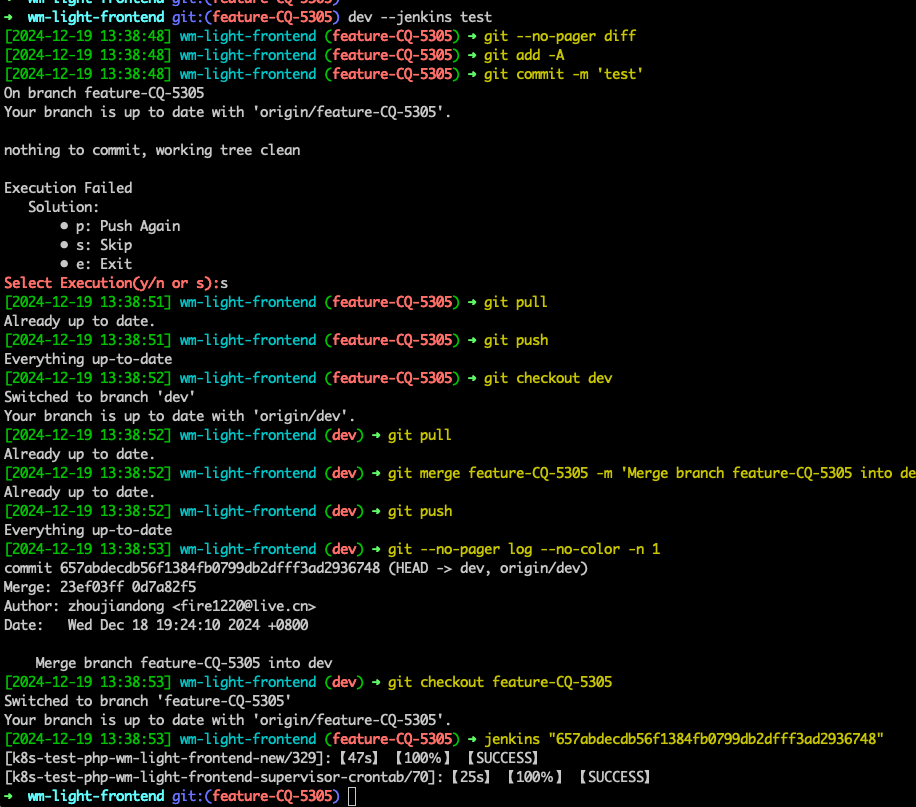 ➜ wm-light-frontend git:(feature-CQ-5305)
➜ wm-light-frontend git:(feature-CQ-5305) dev --jenkins test
[2024-12-19 13:38:48] wm-light-frontend (feature-CQ-5305) ➜ git --no-pager diff
[2024-12-19 13:38:48] wm-light-frontend (feature-CQ-5305) ➜ git add -A
[2024-12-19 13:38:48] wm-light-frontend (feature-CQ-5305) ➜ git commit -m 'test'
On branch feature-CQ-5305
Your branch is up to date with 'origin/feature-CQ-5305'.
nothing to commit, working tree clean
Execution Failed
Solution:
● p: Push Again
● s: Skip
● e: Exit
Select Execution(y/n or s):s
[2024-12-19 13:38:51] wm-light-frontend (feature-CQ-5305) ➜ git pull
Already up to date.
[2024-12-19 13:38:51] wm-light-frontend (feature-CQ-5305) ➜ git push
Everything up-to-date
[2024-12-19 13:38:52] wm-light-frontend (feature-CQ-5305) ➜ git checkout dev
Switched to branch 'dev'
Your branch is up to date with 'origin/dev'.
[2024-12-19 13:38:52] wm-light-frontend (dev) ➜ git pull
Already up to date.
[2024-12-19 13:38:52] wm-light-frontend (dev) ➜ git merge feature-CQ-5305 -m 'Merge branch feature-CQ-5305 into de
Already up to date.
[2024-12-19 13:38:52] wm-light-frontend (dev) ➜ git push
Everything up-to-date
[2024-12-19 13:38:53] wm-light-frontend (dev) ➜ git --no-pager log --no-color -n 1
commit 657abdecdb56f1384fb0799db2dfff3ad2936748 (HEAD -> dev, origin/dev)
Merge: 23ef03ff 0d7a82f5
Author: zhoujiandong <fire1220@live.cn>
Date:   Wed Dec 18 19:24:10 2024 +0800
Merge branch feature-CQ-5305 into dev
[2024-12-19 13:38:53] wm-light-frontend (dev) ➜ git checkout feature-CQ-5305
Switched to branch 'feature-CQ-5305'
Your branch is up to date with 'origin/feature-CQ-5305'.
[2024-12-19 13:38:53] wm-light-frontend (feature-CQ-5305) ➜ jenkins "657abdecdb56f1384fb0799db2dfff3ad2936748"
[k8s-test-php-wm-light-frontend-new/329]:【47s】【100%】【SUCCESS】
[k8s-test-php-wm-light-frontend-supervisor-crontab/70]:【25s】【100%】【SUCCESS】
➜ wm-light-frontend git:(feature-CQ-5305)